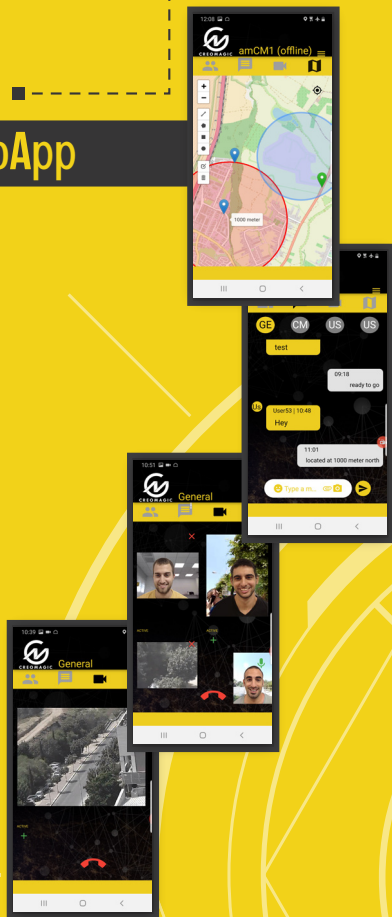 12:08
CREOMAGIC
amCM1 (offline)
oApp
1000 meter
GE CM US US
test
09:18
ready to go
Us
User53 | 10:48
Hey
11:01
located at 1000 meter north
Type a m...
10:51
CREOMAGIC
General
ACTIVE
ACTIVE
10:39
CREOMAGIC
General
ACTIVE